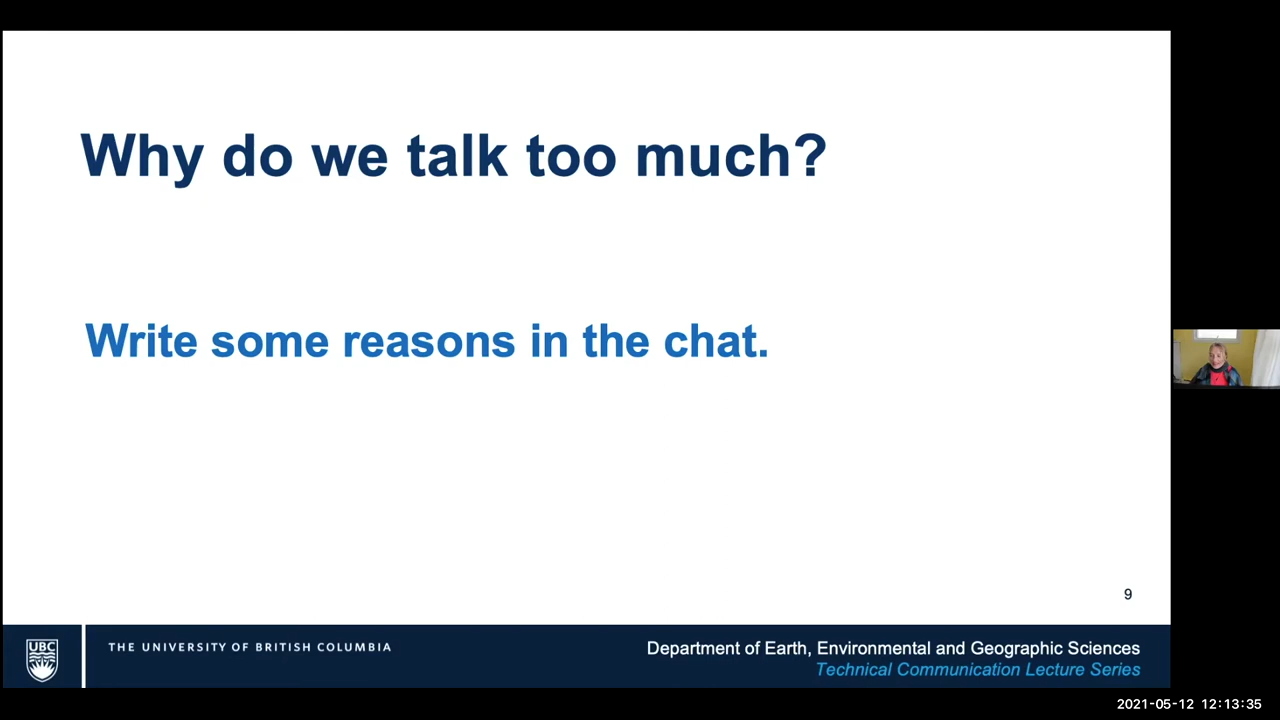 Why do we talk too much?
Write some reasons in the chat.
9
UBC
THE UNIVERSITY OF BRITISH COLUMBIA
Department of Earth, Environmental and Geographic Sciences
Technical Communication Lecture Series
2021-05-12 12:13:35